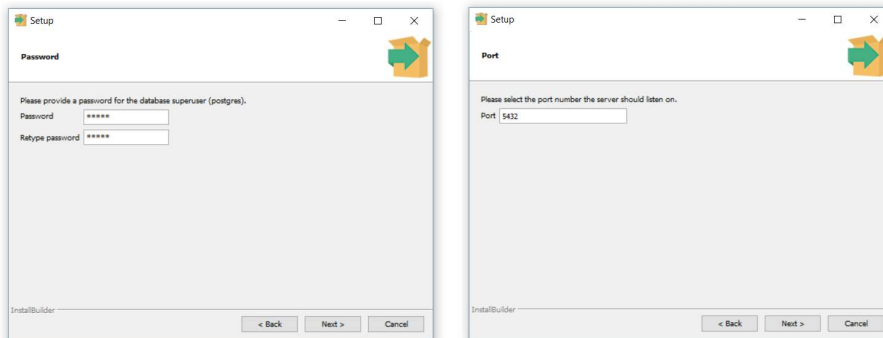 Setup
Password
Please provide a password for the database superuser (postgres).
Password *****
Retype password *****
InstallBuilder
< Back Next > Cancel
Setup
Port
Please select the port number the server should listen on.
Port 5432
InstallBuilder
< Back Next > Cancel